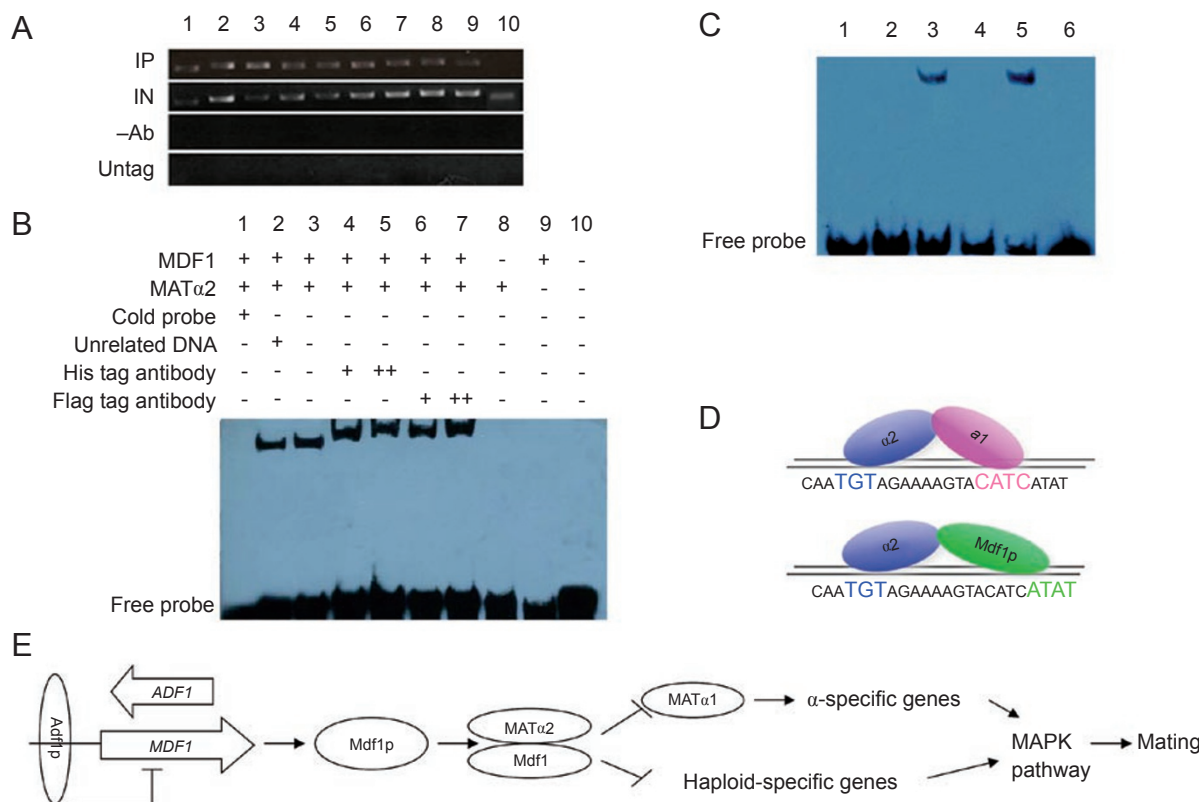 A
1 2 3 4 5 6 7 8 9 10
IP
IN
–Ab
Untag
B
1 2 3 4 5 6 7 8 9 10
MDF1 + + + + + + + - + -
MATα2 + + + + + + + + - -
Cold probe + - - - - - - - - -
Unrelated DNA - + - - - - - - - -
His tag antibody - - - + ++ - - - - -
Flag tag antibody - - - - - + ++ - - -
Free probe
C
1 2 3 4 5 6
Free probe
D
α2 a1
CAATGTAGAAAAGTACATCATAT
α2 Mdf1p
CAATGTAGAAAAGTACATCATAT
E
Adf1p
ADF1
MDF1
Mdf1p
MATα2
Mdf1
MATα1
α-specific genes
Haploid-specific genes
MAPK
pathway
Mating